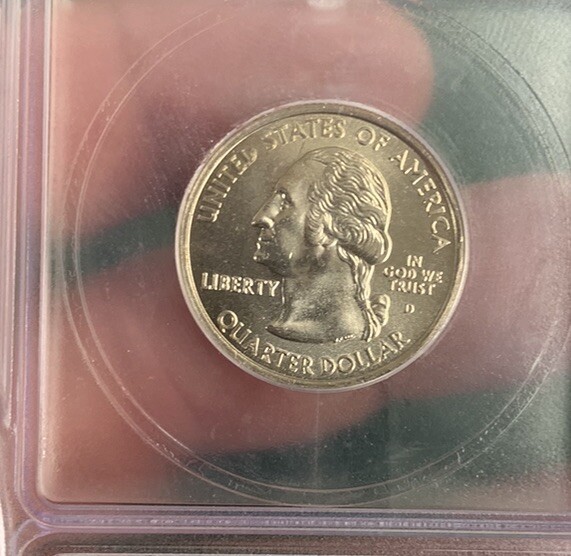 UNITED STATES OF AMERICA
LIBERTY
IN
GOD WE
TRUST
D
QUARTER DOLLAR